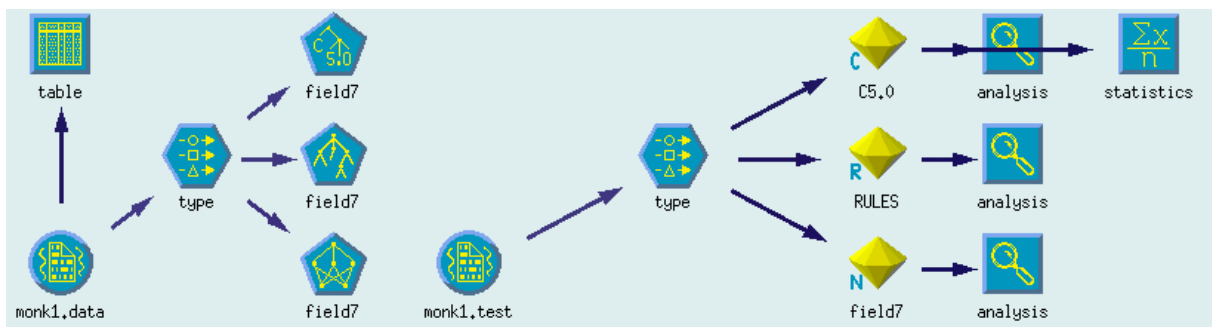 C 5.0
C
Σx
n
table
field7
C5.0
analysis
statistics
R
type
field7
type
RULES
analysis
N
monk1.data
field7
monk1.test
field7
analysis